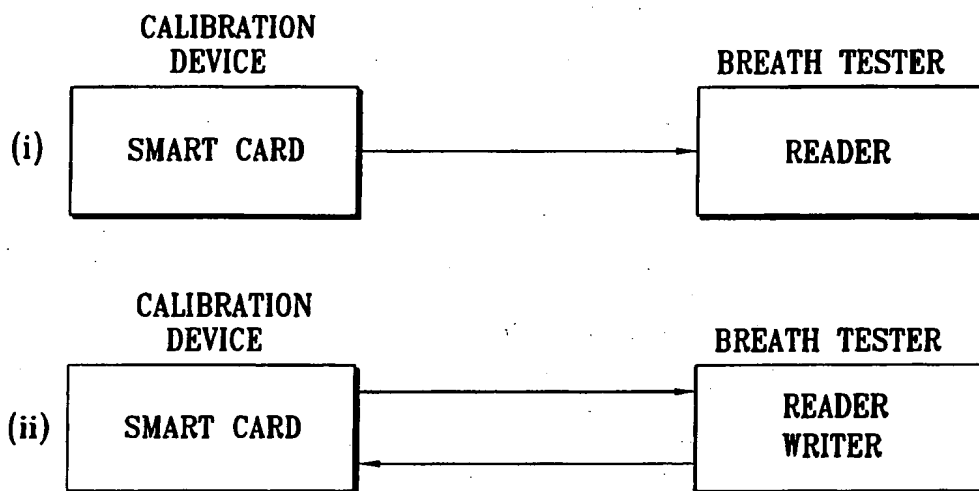 CALIBRATION
DEVICE
BREATH TESTER
(i)
SMART CARD
READER
CALIBRATION
DEVICE
BREATH TESTER
(ii)
SMART CARD
READER
WRITER